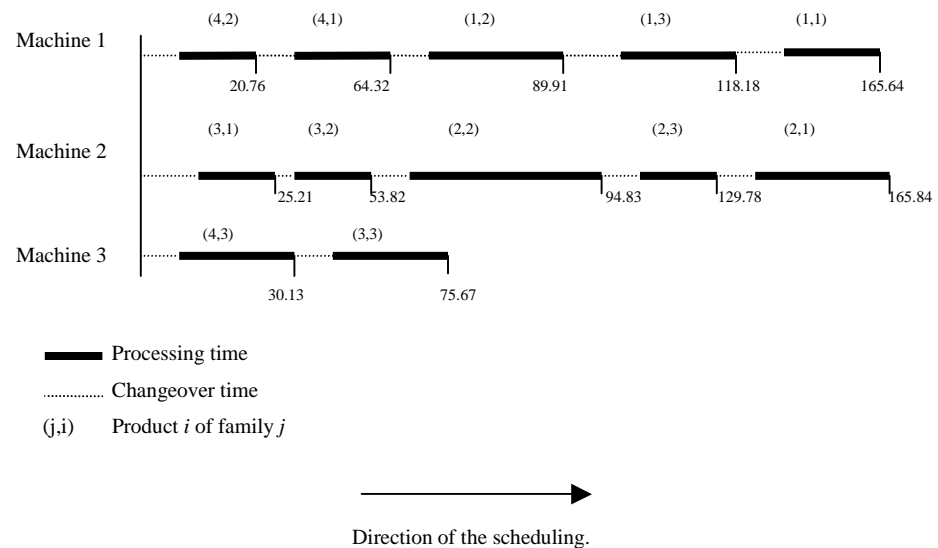 (4,2) (4,1) (1,2) (1,3) (1,1)
Machine 1
20.76 64.32 89.91 118.18 165.64
(3,1) (3,2) (2,2) (2,3) (2,1)
Machine 2
25.21 53.82 94.83 129.78 165.84
(4,3) (3,3)
Machine 3
30.13 75.67
Processing time
Changeover time
(j,i) Product i of family j
Direction of the scheduling.